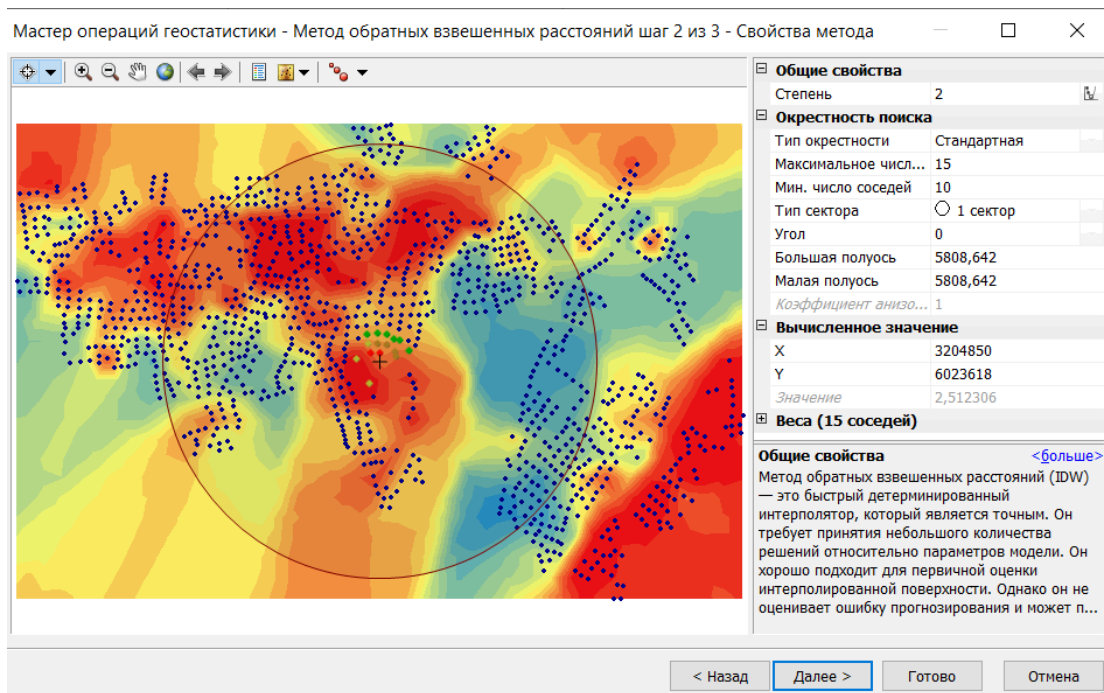 Мастер операций геостатистики - Метод обратных взвешенных расстояний шаг 2 из 3 - Свойства метода
Общие свойства
Степень 2
Окрестность поиска
Тип окрестности Стандартная
Максимальное числ... 15
Мин. число соседей 10
Тип сектора 1 сектор
Угол 0
Большая полуось 5808,642
Малая полуось 5808,642
Коэффициент анизо... 1
Вычисленное значение
X 3204850
Y 6023618
Значение 2,512306
Веса (15 соседей)
Общие свойства <больше>
Метод обратных взвешенных расстояний (IDW)
— это быстрый детерминированный
интерполятор, который является точным. Он
требует принятия небольшого количества
решений относительно параметров модели. Он
хорошо подходит для первичной оценки
интерполированной поверхности. Однако он не
оценивает ошибку прогнозирования и может п...
< Назад Далее > Готово Отмена